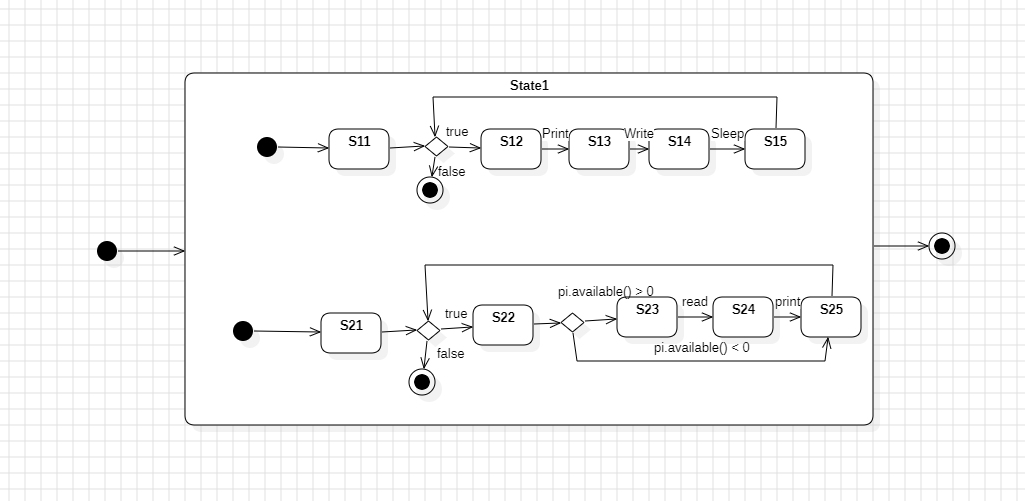 State1
true
S11
S12
Print
S13
Write
S14
Sleep
S15
false
pi.available() > 0
S21
true
S22
S23
read
S24
print
S25
false
pi.available() < 0